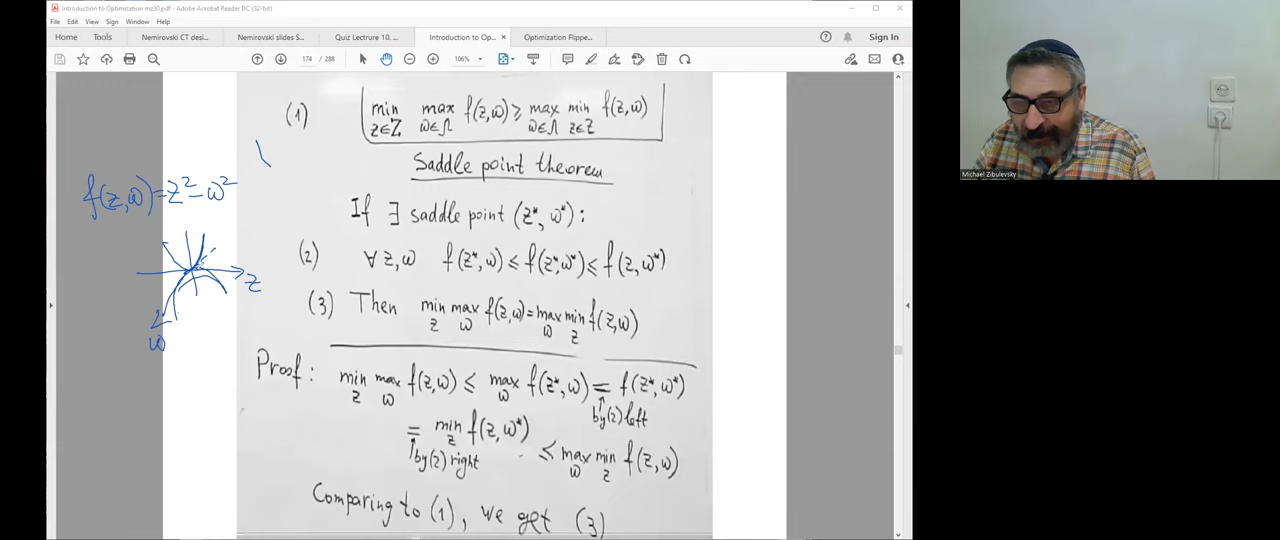 Introduction to Optimization mz30.pdf - Adobe Acrobat Reader DC (32-bit)
File Edit View Sign Window Help
Home Tools Nemirovski CT desi... Nemirovski slides S... Quiz Lectrure 10, ... Introduction to Op... × Optimization Flippe... Sign In
174 / 288 106%
(1) min z∈Z max ω∈Ω f(z,ω) ≥ max ω∈Ω min z∈Z f(z,ω)
Saddle point theorem
f(z,ω)=z²-ω²
If ∃ saddle point (z*, ω*):
(2) ∀ z,ω f(z*,ω) ≤ f(z*,ω*) ≤ f(z,ω*)
z
ω
(3) Then min z max ω f(z,ω) = max ω min z f(z,ω)
Proof: min z max ω f(z,ω) ≤ max ω f(z*,ω) = f(z*,ω*)
by(2) left
= min z f(z,ω*) ≤ max ω min z f(z,ω)
by(2) right
Comparing to (1), we get (3)
Michael Zibulevsky